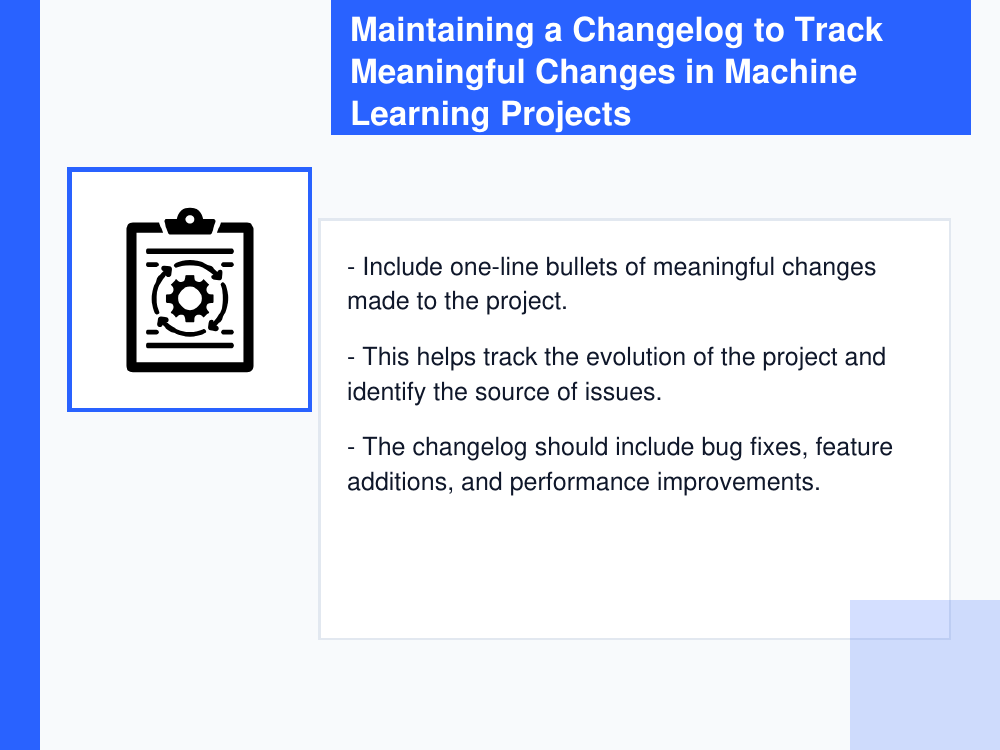 Maintaining a Changelog to Track
Meaningful Changes in Machine
Learning Projects
- Include one-line bullets of meaningful changes
made to the project.
- This helps track the evolution of the project and
identify the source of issues.
- The changelog should include bug fixes, feature
additions, and performance improvements.